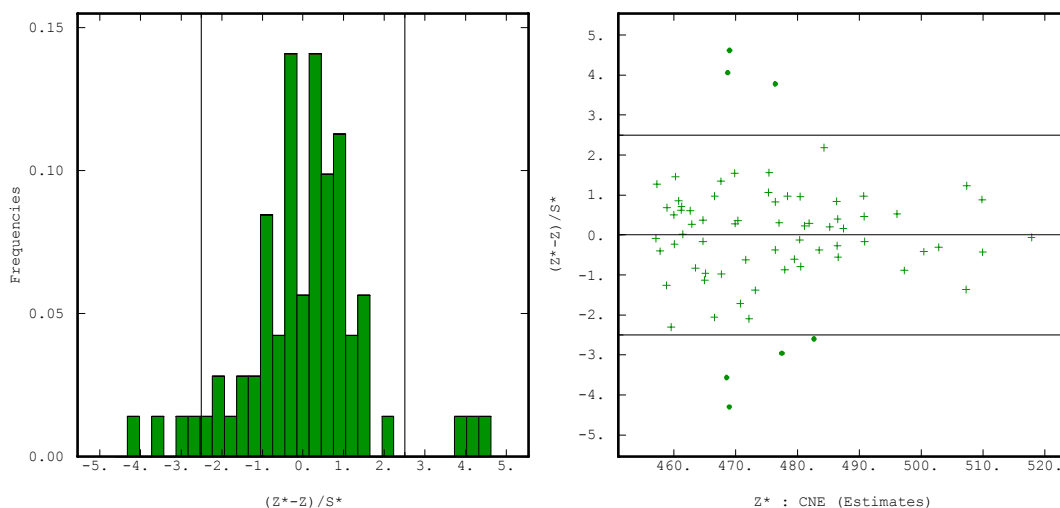 0.15
0.10
0.05
0.00
Frequencies
-5. -4. -3. -2. -1. 0. 1. 2. 3. 4. 5.
(Z*-Z)/S*
5.
4.
3.
2.
1.
0.
-1.
-2.
-3.
-4.
-5.
(Z*-Z)/S*
460. 470. 480. 490. 500. 510. 520.
Z* : CNE (Estimates)